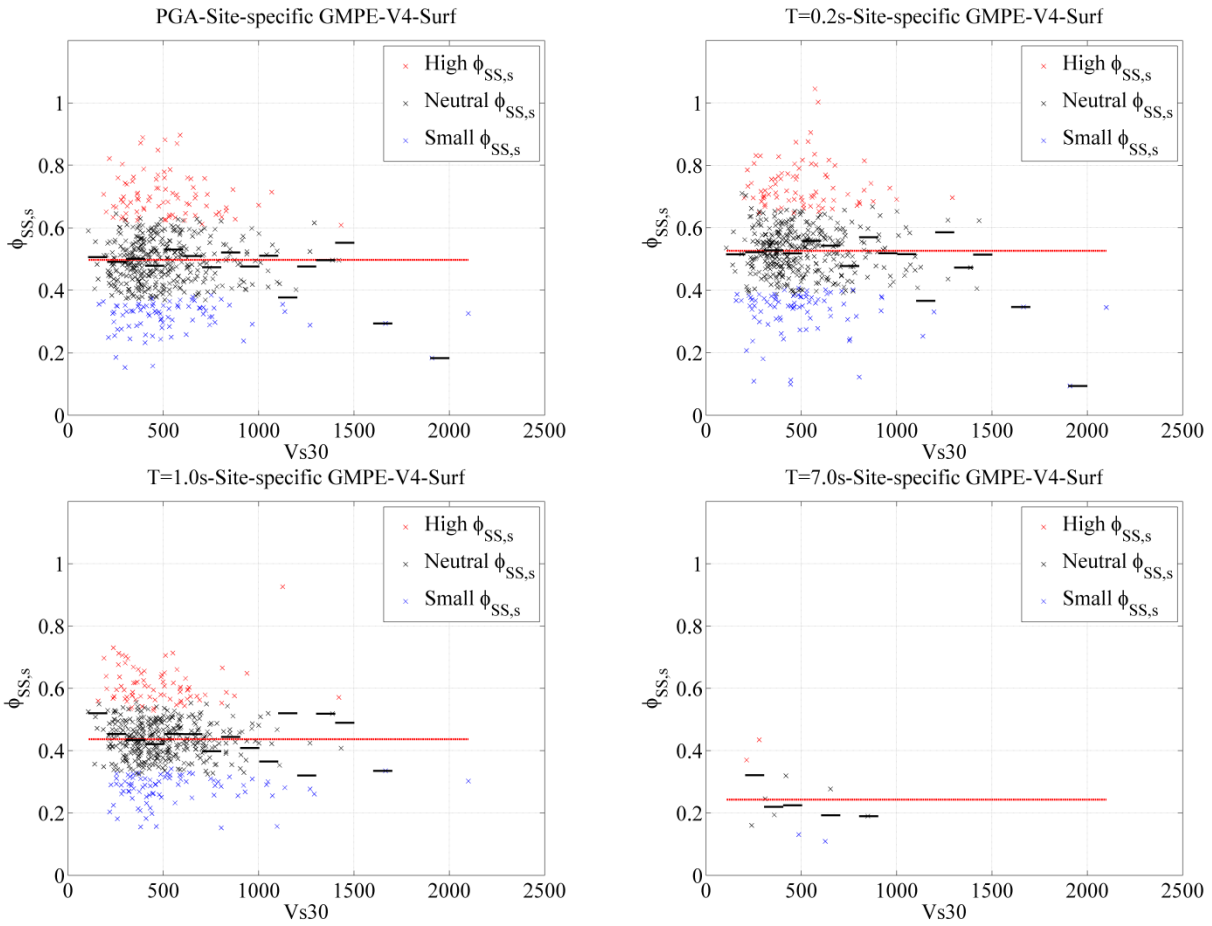 PGA-Site-specific GMPE-V4-Surf
High ϕSS,s
Neutral ϕSS,s
Small ϕSS,s
1
0.8
0.6
0.4
0.2
0
ϕSS,s
0 500 1000 1500 2000 2500
Vs30
T=0.2s-Site-specific GMPE-V4-Surf
High ϕSS,s
Neutral ϕSS,s
Small ϕSS,s
1
0.8
0.6
0.4
0.2
0
ϕSS,s
0 500 1000 1500 2000 2500
Vs30
T=1.0s-Site-specific GMPE-V4-Surf
High ϕSS,s
Neutral ϕSS,s
Small ϕSS,s
1
0.8
0.6
0.4
0.2
0
ϕSS,s
0 500 1000 1500 2000 2500
Vs30
T=7.0s-Site-specific GMPE-V4-Surf
High ϕSS,s
Neutral ϕSS,s
Small ϕSS,s
1
0.8
0.6
0.4
0.2
0
ϕSS,s
0 500 1000 1500 2000 2500
Vs30